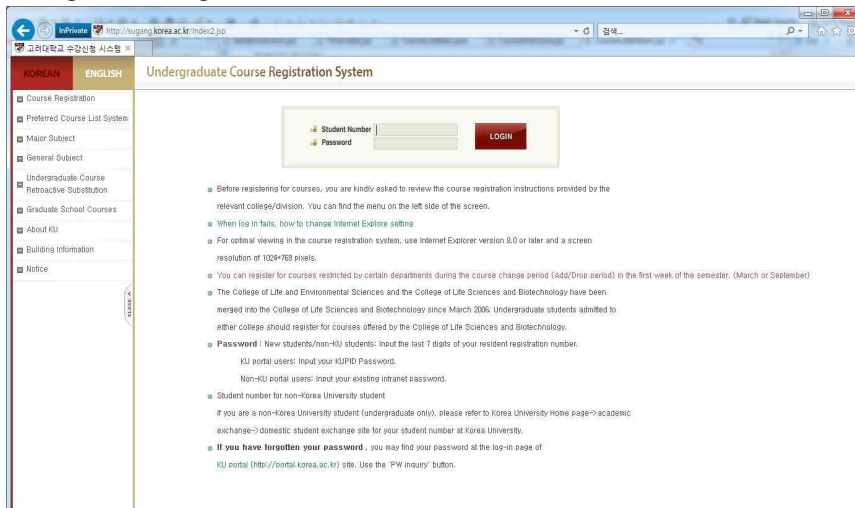 InPrivate http://sugang.korea.ac.kr/index2.jsp
검색...
고려대학교 수강신청 시스템
KOREAN ENGLISH
Undergraduate Course Registration System
Course Registration
Preferred Course List System
Major Subject
General Subject
Undergraduate Course
Retroactive Substitution
Graduate School Courses
About KU
Building Information
Notice
CLOSE
Student Number
Password
LOGIN
Before registering for courses, you are kindly asked to review the course registration instructions provided by the
relevant college/division. You can find the menu on the left side of the screen.
When log in fails, how to change Internet Explore setting
For optimal viewing in the course registration system, use Internet Explorer version 8.0 or later and a screen
resolution of 1024*768 pixels.
You can register for courses restricted by certain departments during the course change period (Add/Drop period) in the first week of the semester. (March or September)
The College of Life and Environmental Sciences and the College of Life Sciences and Biotechnology have been
merged into the College of Life Sciences and Biotechnology since March 2006. Undergraduate students admitted to
either college should register for courses offered by the College of Life Sciences and Biotechnology.
Password : New students/non-KU students: Input the last 7 digits of your resident registration number.
KU portal users: Input your KUPID Password.
Non-KU portal users: Input your existing intranet password.
Student number for non-Korea University student
If you are a non-Korea University student (undergraduate only), please refer to Korea University Home page->academic
exchange->domestic student exchange site for your student number at Korea University.
If you have forgotten your password , you may find your password at the log-in page of
KU portal (http://portal.korea.ac.kr) site. Use the 'PW inquiry' button.